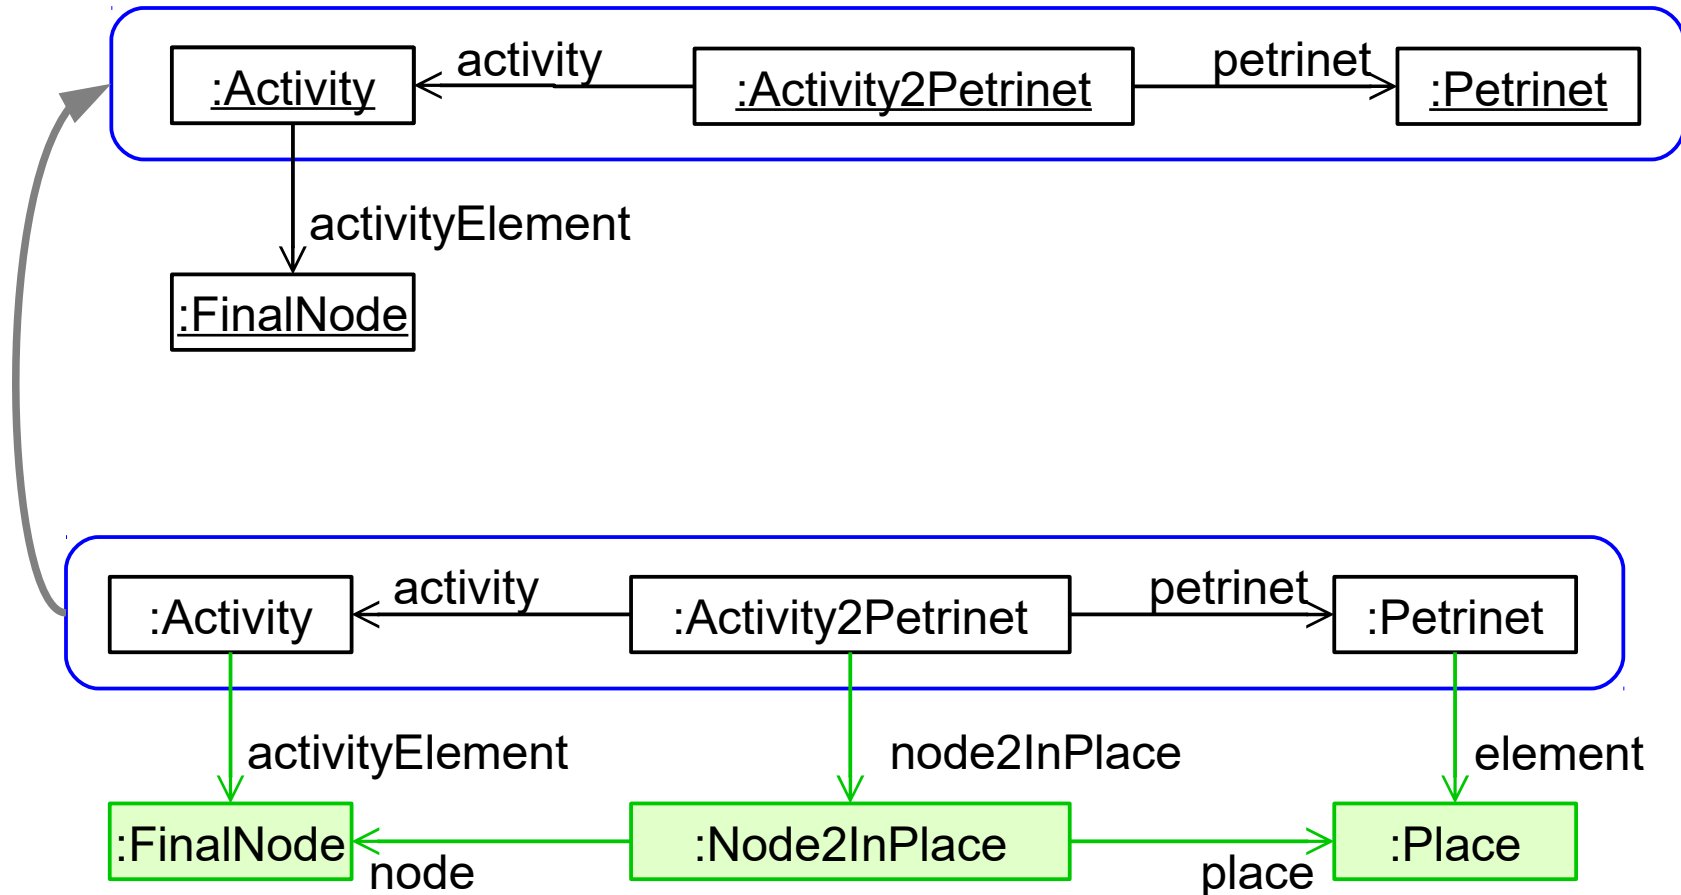 activity petrinet
:Activity :Activity2Petrinet :Petrinet
activityElement
:FinalNode
activity petrinet
:Activity :Activity2Petrinet :Petrinet
activityElement node2InPlace element
:FinalNode :Node2InPlace :Place
node place